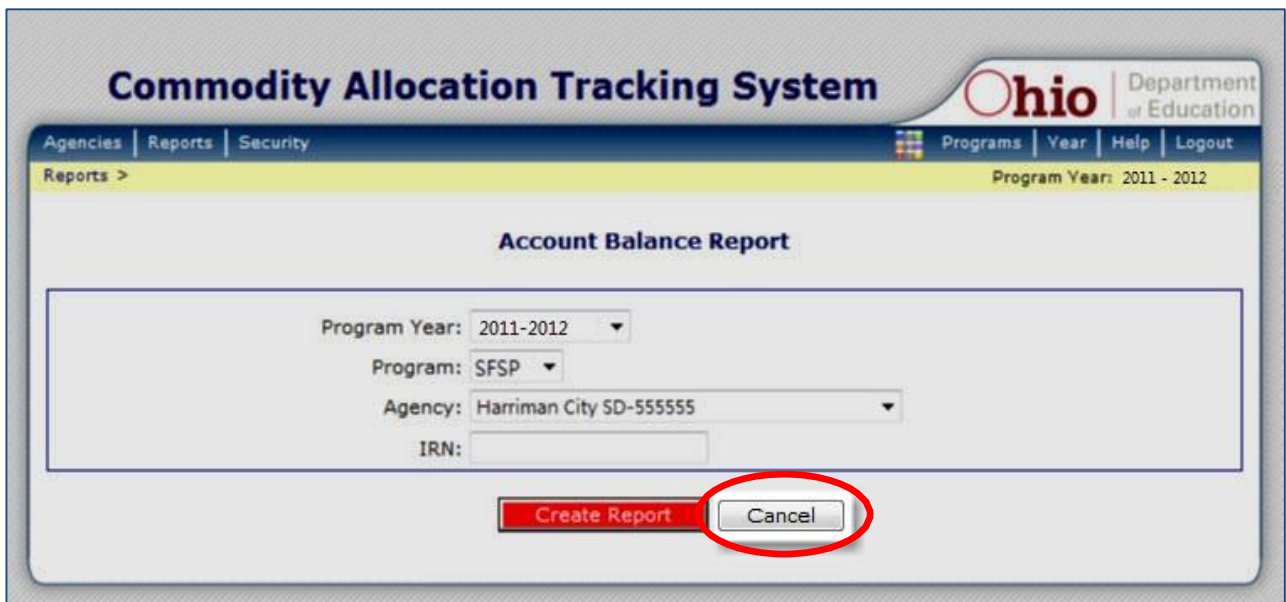 Commodity Allocation Tracking System
Ohio Department of Education
Agencies | Reports | Security Programs | Year | Help | Logout
Reports > Program Year: 2011 - 2012
Account Balance Report
Program Year: 2011-2012
Program: SFSP
Agency: Harriman City SD-555555
IRN:
Create Report Cancel